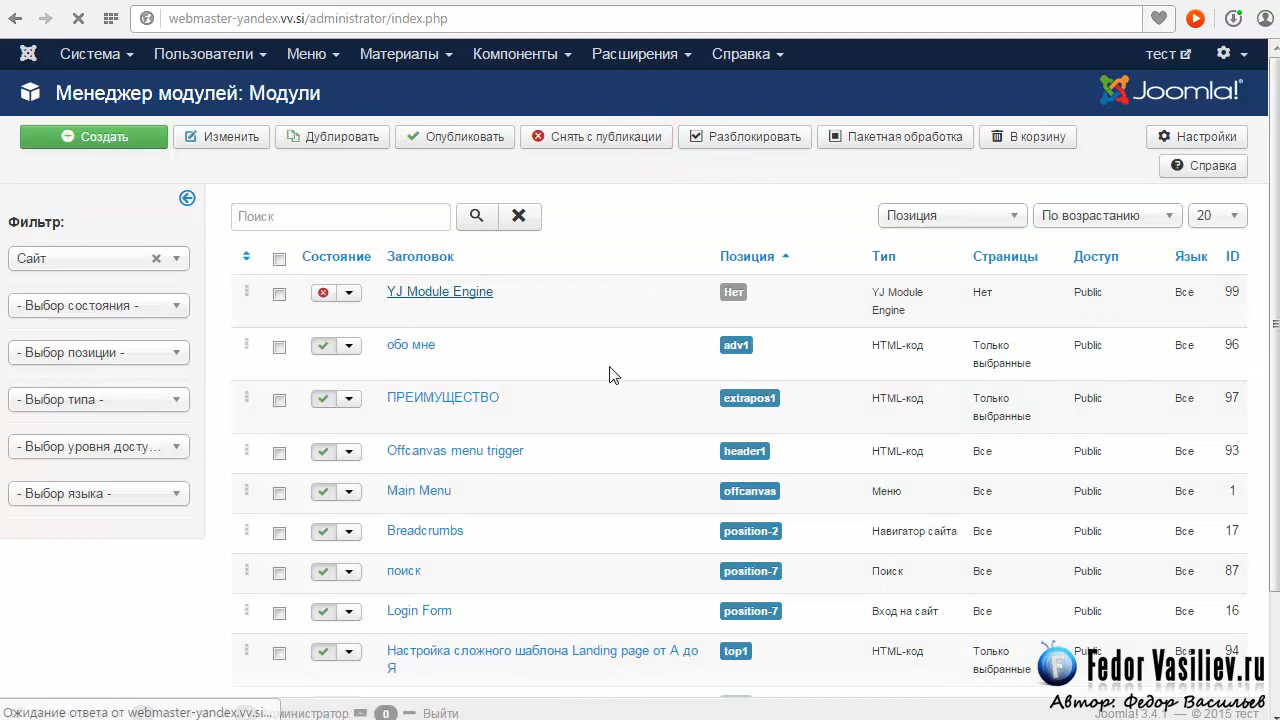 webmaster-yandex.vv.si/administrator/index.php
Система Пользователи Меню Материалы Компоненты Расширения Справка тест
Менеджер модулей: Модули Joomla!
Создать Изменить Дублировать Опубликовать Снять с публикации Разблокировать Пакетная обработка В корзину Настройки
Справка
Фильтр:
Сайт
- Выбор состояния -
- Выбор позиции -
- Выбор типа -
- Выбор уровня досту...
- Выбор языка -
Поиск Позиция По возрастанию 20
Состояние Заголовок Позиция Тип Страницы Доступ Язык ID
YJ Module Engine Нет YJ Module Engine Нет Public Все 99
обо мне adv1 HTML-код Только выбранные Public Все 96
ПРЕИМУЩЕСТВО extrapos1 HTML-код Только выбранные Public Все 97
Offcanvas menu trigger header1 HTML-код Все Public Все 93
Main Menu offcanvas Меню Все Public Все 1
Breadcrumbs position-2 Навигатор сайта Все Public Все 17
поиск position-7 Поиск Все Public Все 87
Login Form position-7 Вход на сайт Все Public Все 16
Настройка сложного шаблона Landing page от А до Я top1 HTML-код Только выбранные Public Все 94
Fedor Vasiliev.ru
Автор: Федор Васильев
Ожидание ответа от webmaster-yandex.vv.si... министратор 0 Выйти Joomla! 3.4.1 — © 2015 тест